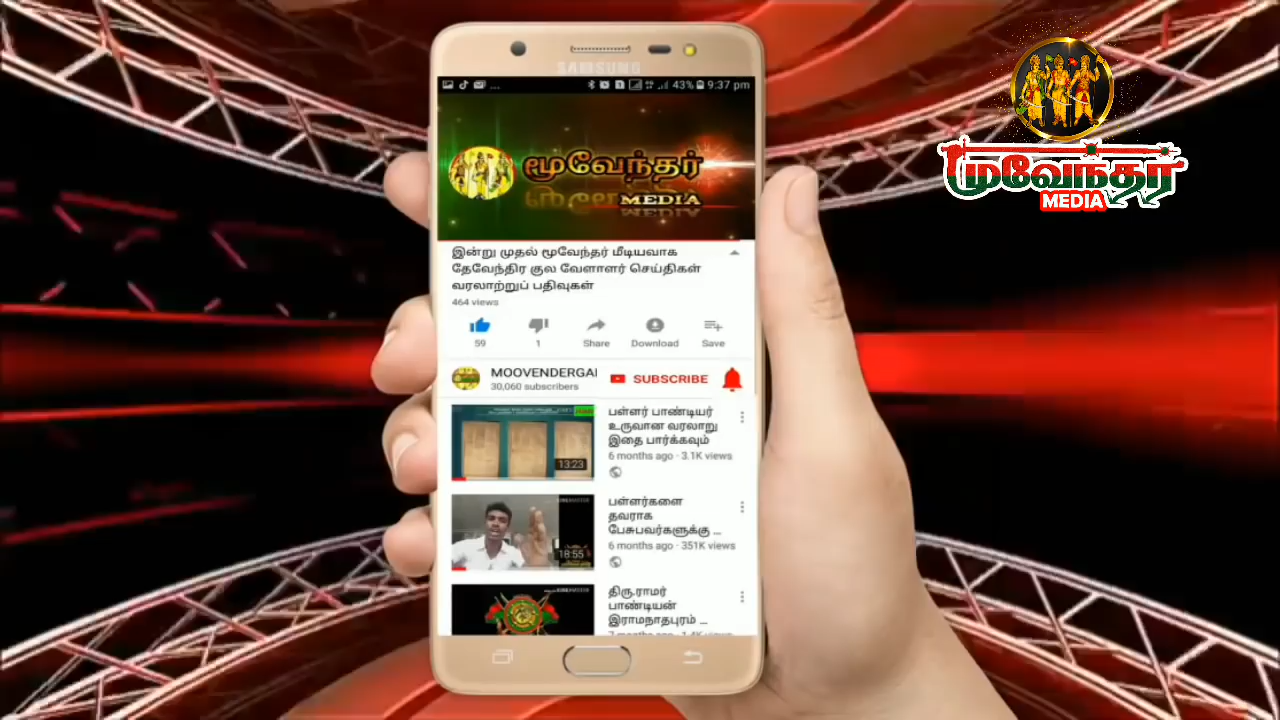 SAMSUNG
43% 9:37 pm
மூவேந்தர்
MEDIA
மூவேந்தர்
MEDIA
இன்று முதல் மூவேந்தர் மீடியவாக
தேவேந்திர குல வேளாளர் செய்திகள்
வரலாற்றுப் பதிவுகள்
464 views
59
1
Share
Download
Save
MOOVENDERGA
30,060 subscribers
SUBSCRIBE
பள்ளர் பாண்டியர்
உருவான வரலாறு
இதை பார்க்கவும்
6 months ago · 3.1K views
13:23
பள்ளர்களை
தவராக
பேசுபவர்களுக்கு ...
6 months ago · 351K views
18:55
திரு.ராமர்
பாண்டியன்
இராமநாதபுரம் ...